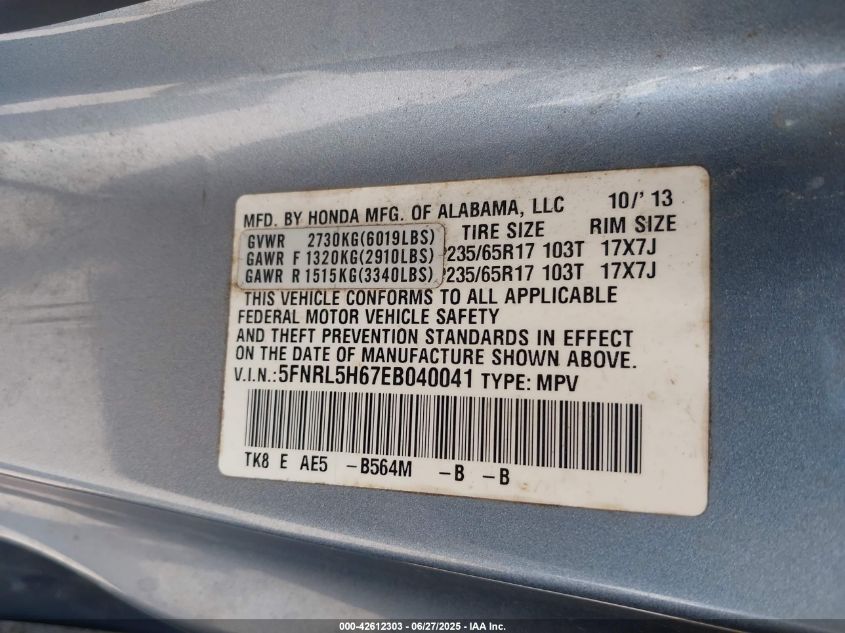 MFD. BY HONDA MFG. OF ALABAMA, LLC 10/'13
TIRE SIZE RIM SIZE
GVWR 2730KG(6019LBS)
GAWR F 1320KG(2910LBS) P235/65R17 103T 17X7J
GAWR R 1515KG(3340LBS) P235/65R17 103T 17X7J
THIS VEHICLE CONFORMS TO ALL APPLICABLE
FEDERAL MOTOR VEHICLE SAFETY
AND THEFT PREVENTION STANDARDS IN EFFECT
ON THE DATE OF MANUFACTURE SHOWN ABOVE.
V.I.N.:5FNRL5H67EB040041 TYPE: MPV
TK8 E AE5 -B564M -B -B
000-42612303 - 06/27/2025 - IAA Inc.